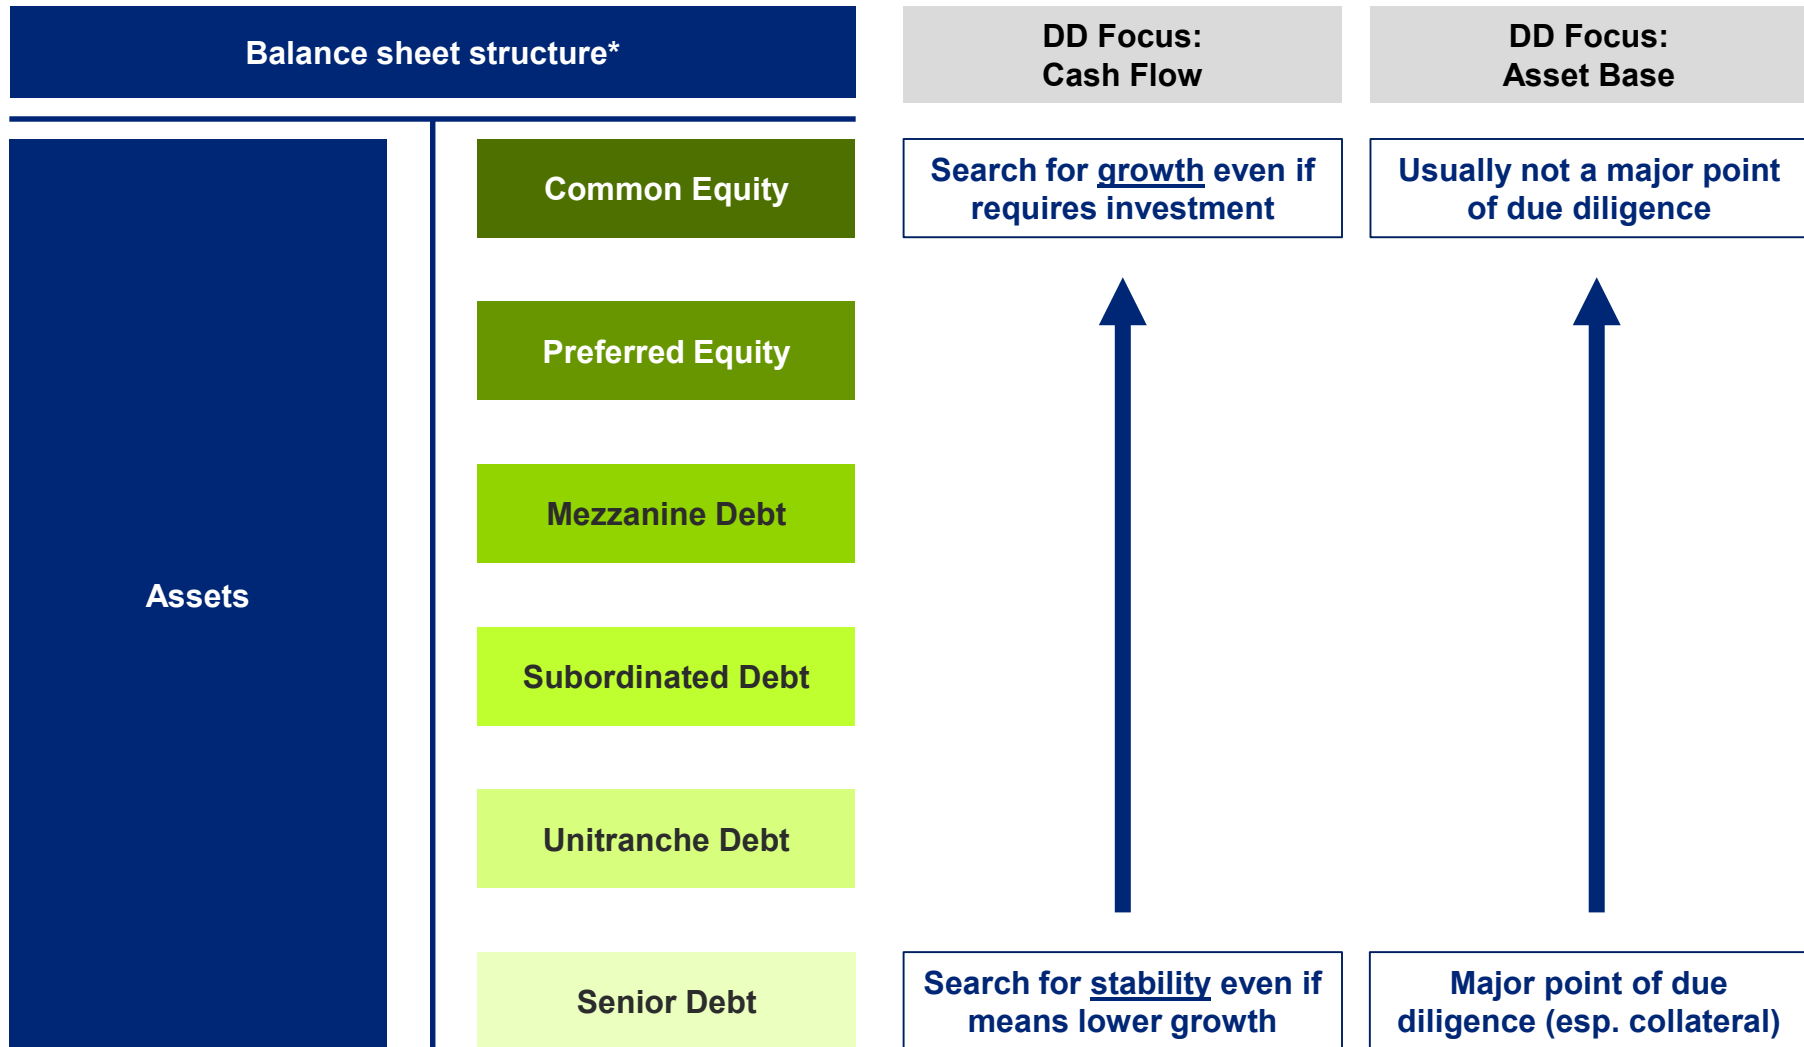 Balance sheet structure*
DD Focus:
Cash Flow
DD Focus:
Asset Base
Assets
Common Equity
Search for growth even if
requires investment
Usually not a major point
of due diligence
Preferred Equity
Mezzanine Debt
Subordinated Debt
Unitranche Debt
Senior Debt
Search for stability even if
means lower growth
Major point of due
diligence (esp. collateral)